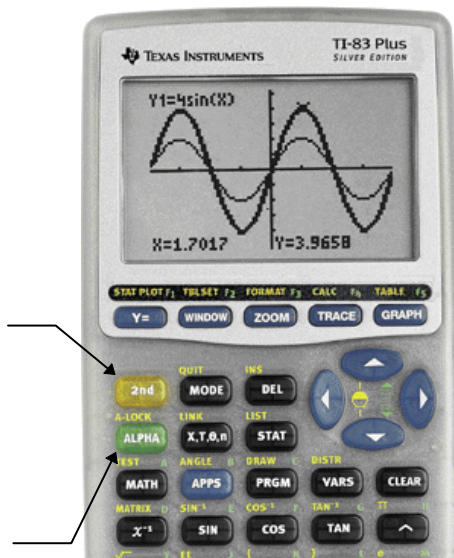 TEXAS INSTRUMENTS
TI-83 Plus
SILVER EDITION
Y1=4sin(X)
X=1.7017 Y=3.9658
STAT PLOT F1 TBLSET F2 FORMAT F3 CALC F4 TABLE F5
Y= WINDOW ZOOM TRACE GRAPH
QUIT INS
2nd MODE DEL
A-LOCK LINK LIST
ALPHA X,T,θ,n STAT
TEST A ANGLE B DRAW C DISTR
MATH APPS PRGM VARS CLEAR
MATRIX D SIN⁻¹ E COS⁻¹ F TAN⁻¹ G π H
x⁻¹ SIN COS TAN ^